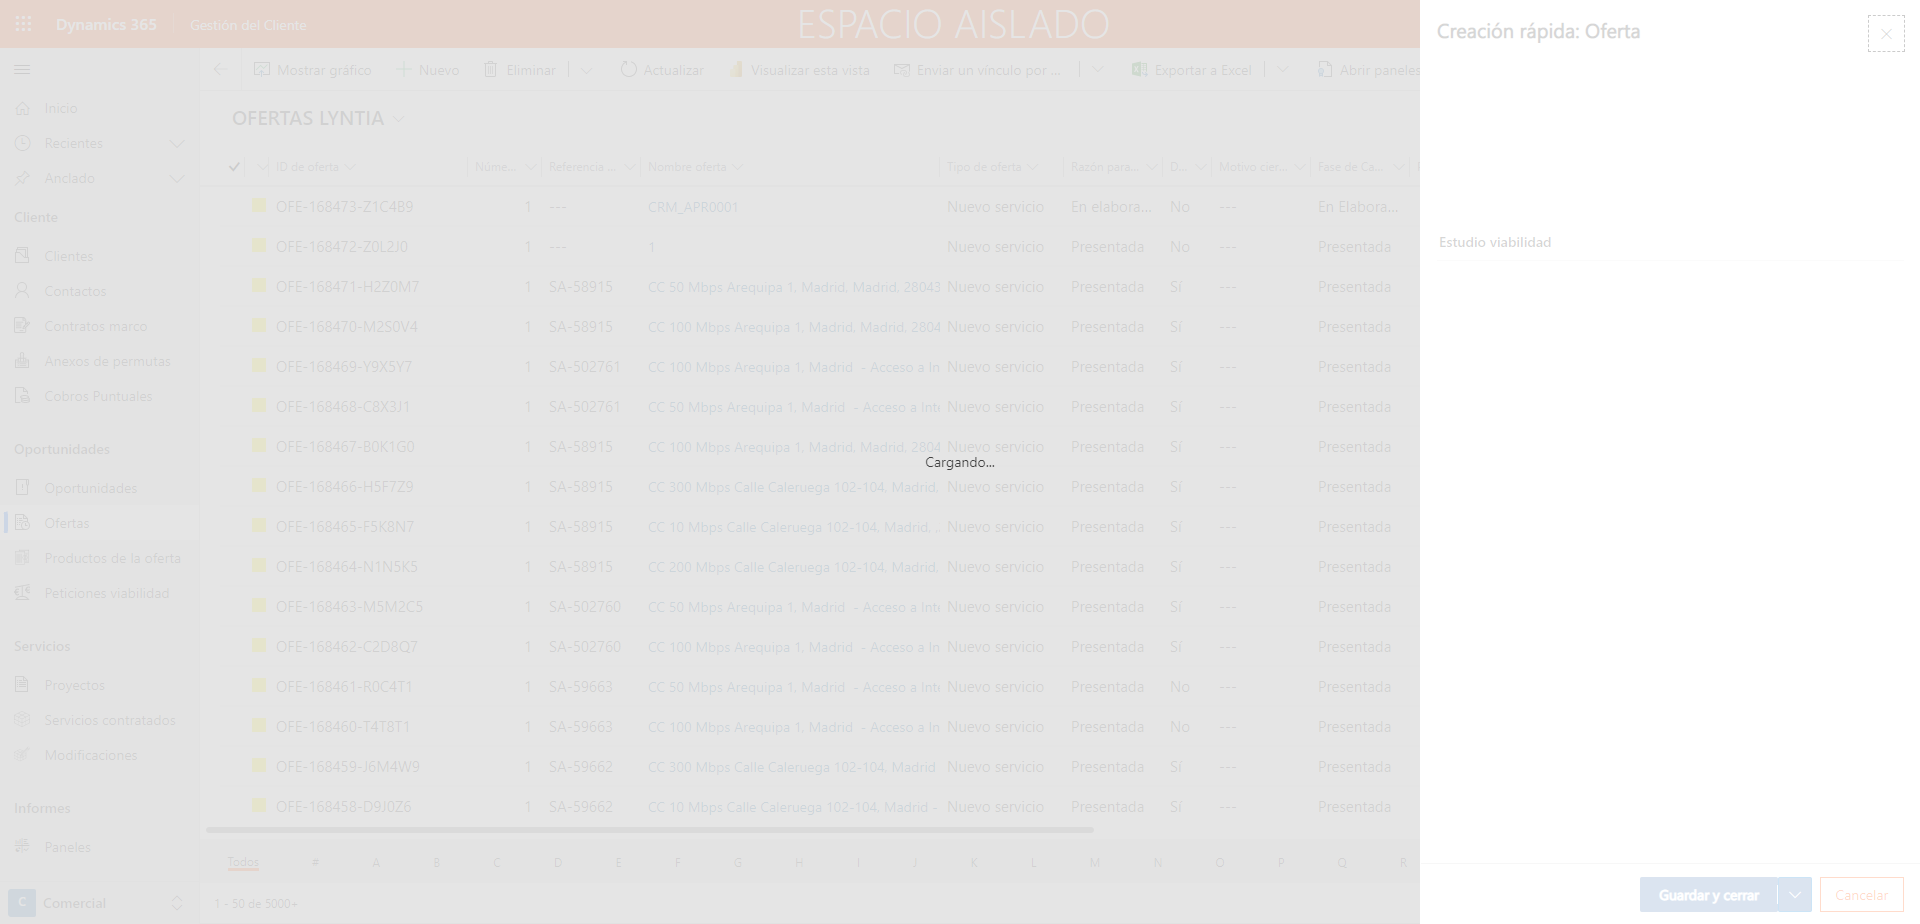 Dynamics 365
Gestión del Cliente
ESPACIO AISLADO
Creación rápida: Oferta
Mostrar gráfico
Nuevo
Eliminar
Actualizar
Visualizar esta vista
Enviar un vínculo por ...
Exportar a Excel
Abrir paneles
Inicio
Recientes
Anclado
Cliente
Clientes
Contactos
Contratos marco
Anexos de permutas
Cobros Puntuales
Oportunidades
Oportunidades
Ofertas
Productos de la oferta
Peticiones viabilidad
Servicios
Proyectos
Servicios contratados
Modificaciones
Informes
Paneles
C Comercial
OFERTAS LYNTIA
ID de oferta Núme... Referencia ... Nombre oferta Tipo de oferta Razón para... D... Motivo cier... Fase de Ca...
OFE-168473-Z1C4B9 1 --- CRM_APR0001 Nuevo servicio En elabora... No --- En Elabora...
OFE-168472-Z0L2J0 1 --- 1 Nuevo servicio Presentada No --- Presentada
OFE-168471-H2Z0M7 1 SA-58915 CC 50 Mbps Arequipa 1, Madrid, Madrid, 28043 Nuevo servicio Presentada Sí --- Presentada
OFE-168470-M2S0V4 1 SA-58915 CC 100 Mbps Arequipa 1, Madrid, Madrid, 2804 Nuevo servicio Presentada Sí --- Presentada
OFE-168469-Y9X5Y7 1 SA-502761 CC 100 Mbps Arequipa 1, Madrid - Acceso a In Nuevo servicio Presentada Sí --- Presentada
OFE-168468-C8X3J1 1 SA-502761 CC 50 Mbps Arequipa 1, Madrid - Acceso a Int Nuevo servicio Presentada Sí --- Presentada
OFE-168467-B0K1G0 1 SA-58915 CC 100 Mbps Arequipa 1, Madrid, Madrid, 2804 Nuevo servicio Presentada Sí --- Presentada
Cargando...
OFE-168466-H5F7Z9 1 SA-58915 CC 300 Mbps Calle Caleruega 102-104, Madrid, Nuevo servicio Presentada Sí --- Presentada
OFE-168465-F5K8N7 1 SA-58915 CC 10 Mbps Calle Caleruega 102-104, Madrid, ... Nuevo servicio Presentada Sí --- Presentada
OFE-168464-N1N5K5 1 SA-58915 CC 200 Mbps Calle Caleruega 102-104, Madrid, Nuevo servicio Presentada Sí --- Presentada
OFE-168463-M5M2C5 1 SA-502760 CC 50 Mbps Arequipa 1, Madrid - Acceso a Int Nuevo servicio Presentada Sí --- Presentada
OFE-168462-C2D8Q7 1 SA-502760 CC 100 Mbps Arequipa 1, Madrid - Acceso a In Nuevo servicio Presentada Sí --- Presentada
OFE-168461-R0C4T1 1 SA-59663 CC 50 Mbps Arequipa 1, Madrid - Acceso a Int Nuevo servicio Presentada No --- Presentada
OFE-168460-T4T8T1 1 SA-59663 CC 100 Mbps Arequipa 1, Madrid - Acceso a In Nuevo servicio Presentada No --- Presentada
OFE-168459-J6M4W9 1 SA-59662 CC 300 Mbps Calle Caleruega 102-104, Madrid Nuevo servicio Presentada Sí --- Presentada
OFE-168458-D9J0Z6 1 SA-59662 CC 10 Mbps Calle Caleruega 102-104, Madrid - Nuevo servicio Presentada Sí --- Presentada
Todos # A B C D E F G H I J K L M N O P Q R
1 - 50 de 5000+
Estudio viabilidad
Guardar y cerrar
Cancelar